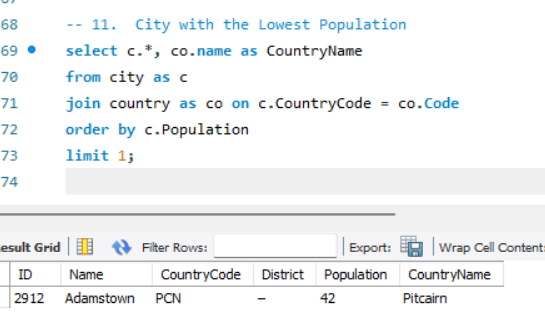 68 -- 11. City with the Lowest Population
69 select c.*, co.name as CountryName
70 from city as c
71 join country as co on c.CountryCode = co.Code
72 order by c.Population
73 limit 1;
74
Filter Rows: Export: Wrap Cell Content:
ID Name CountryCode District Population CountryName
2912 Adamstown PCN – 42 Pitcairn